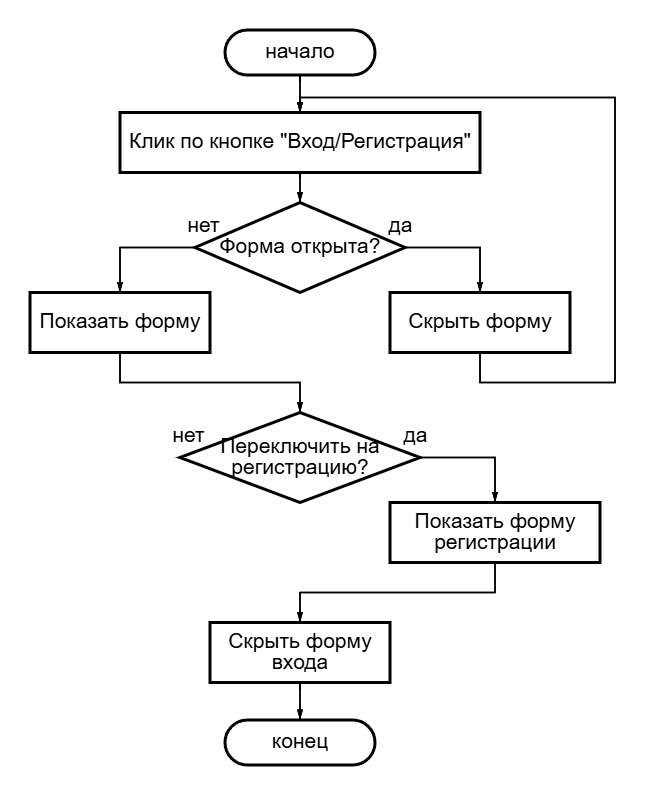 начало
Клик по кнопке "Вход/Регистрация"
нет
да
Форма открыта?
Показать форму
Скрыть форму
нет
да
Переключить на
регистрацию?
Показать форму
регистрации
Скрыть форму
входа
конец